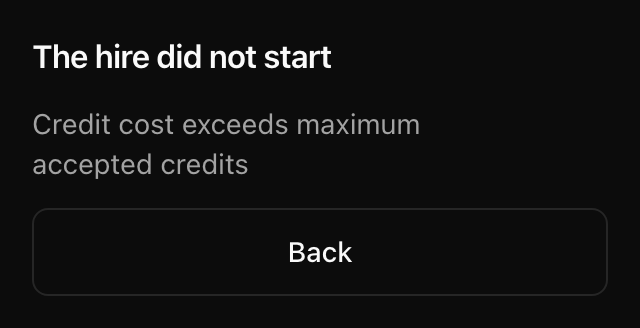 The hire did not start
Credit cost exceeds maximum
accepted credits
Back